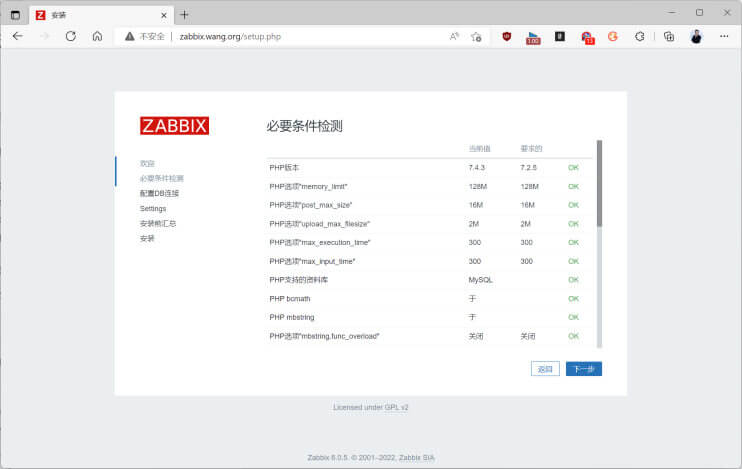 安装
不安全 zabbix.wang.org/setup.php
1.00
13
ZABBIX
必要条件检测
欢迎
必要条件检测
配置DB连接
Settings
安装前汇总
安装
当前值 要求的
PHP版本 7.4.3 7.2.5 OK
PHP选项"memory_limit" 128M 128M OK
PHP选项"post_max_size" 16M 16M OK
PHP选项"upload_max_filesize" 2M 2M OK
PHP选项"max_execution_time" 300 300 OK
PHP选项"max_input_time" 300 300 OK
PHP支持的资料库 MySQL OK
PHP bcmath 于 OK
PHP mbstring 于 OK
PHP选项"mbstring.func_overload" 关闭 关闭 OK
返回 下一步
Licensed under GPL v2
Zabbix 6.0.5. © 2001–2022, Zabbix SIA